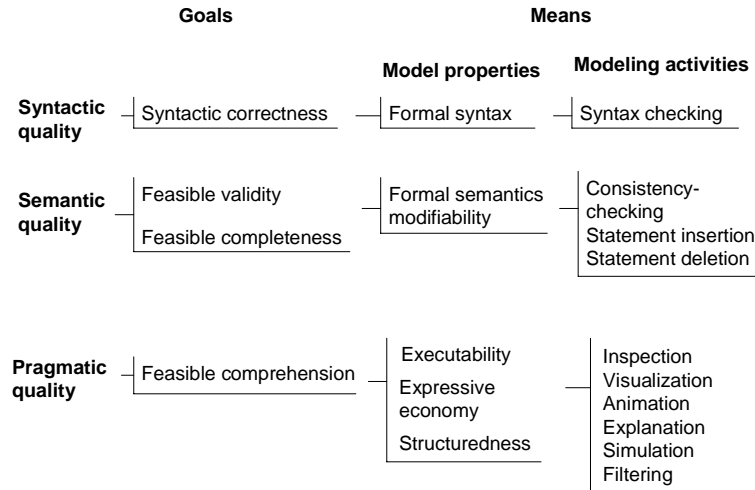 Goals
Means
Model properties
Modeling activities
Syntactic
quality
Syntactic correctness
Formal syntax
Syntax checking
Semantic
quality
Feasible validity
Feasible completeness
Formal semantics
modifiability
Consistency-
checking
Statement insertion
Statement deletion
Pragmatic
quality
Feasible comprehension
Executability
Expressive
economy
Structuredness
Inspection
Visualization
Animation
Explanation
Simulation
Filtering